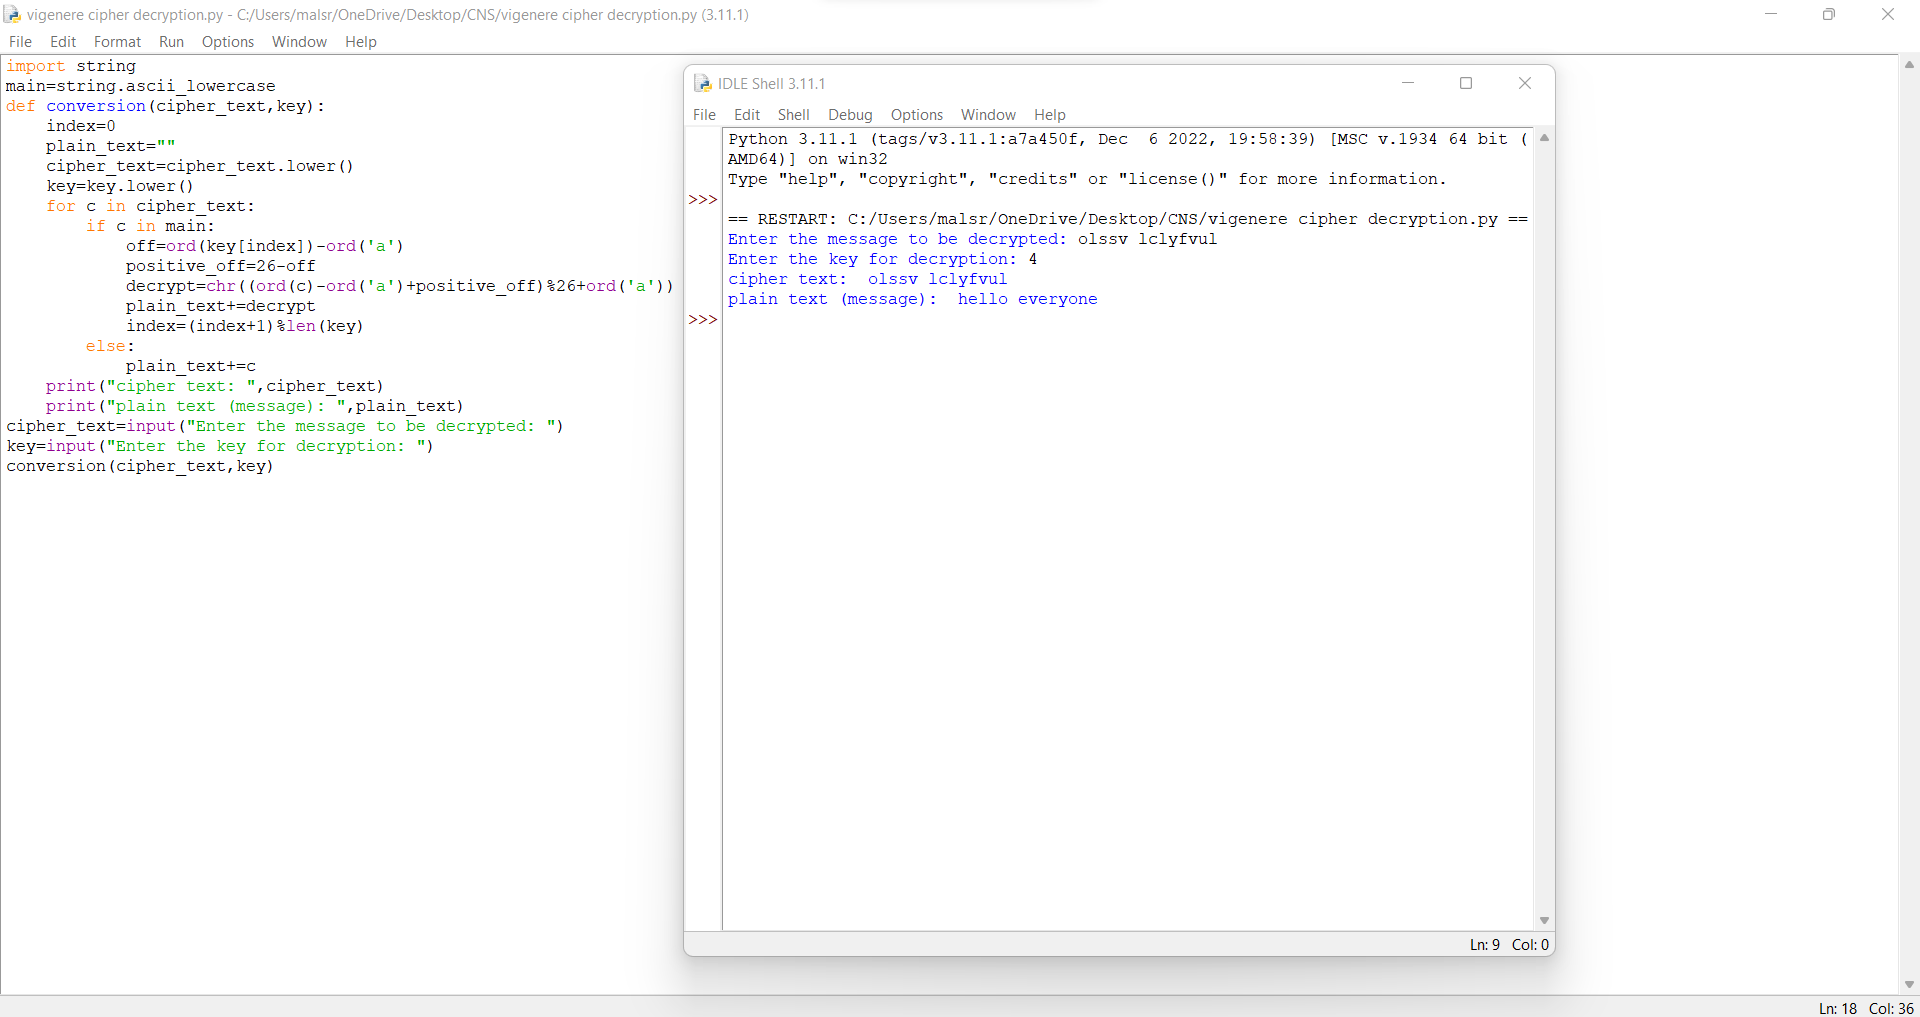 vigenere cipher decryption.py - C:/Users/malsr/OneDrive/Desktop/CNS/vigenere cipher decryption.py (3.11.1)
File Edit Format Run Options Window Help
import string
main=string.ascii_lowercase
def conversion(cipher_text,key):
    index=0
    plain_text=""
    cipher_text=cipher_text.lower()
    key=key.lower()
    for c in cipher_text:
        if c in main:
            off=ord(key[index])-ord('a')
            positive_off=26-off
            decrypt=chr((ord(c)-ord('a')+positive_off)%26+ord('a'))
            plain_text+=decrypt
            index=(index+1)%len(key)
        else:
            plain_text+=c
    print("cipher text: ",cipher_text)
    print("plain text (message): ",plain_text)
cipher_text=input("Enter the message to be decrypted: ")
key=input("Enter the key for decryption: ")
conversion(cipher_text,key)
IDLE Shell 3.11.1
File Edit Shell Debug Options Window Help
Python 3.11.1 (tags/v3.11.1:a7a450f, Dec  6 2022, 19:58:39) [MSC v.1934 64 bit (
AMD64)] on win32
Type "help", "copyright", "credits" or "license()" for more information.
>>>
== RESTART: C:/Users/malsr/OneDrive/Desktop/CNS/vigenere cipher decryption.py ==
Enter the message to be decrypted: olssv lclyfvul
Enter the key for decryption: 4
cipher text:  olssv lclyfvul
plain text (message):  hello everyone
>>>
Ln: 9 Col: 0
Ln: 18 Col: 36